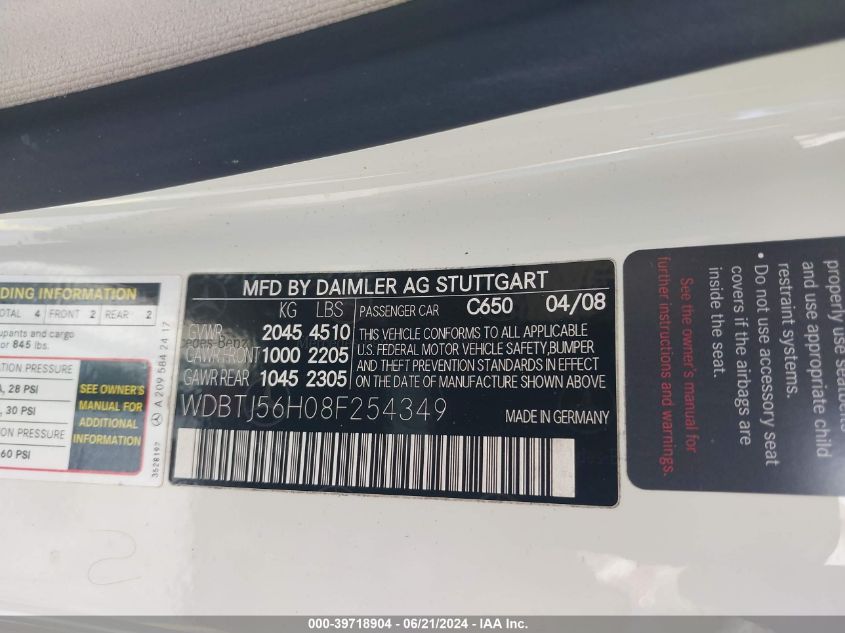 DING INFORMATION
TOTAL 4 FRONT 2 REAR 2
upants and cargo
or 845 lbs.
TION PRESSURE
A, 28 PSI
, 30 PSI
TION PRESSURE
60 PSI
SEE OWNER'S
MANUAL FOR
ADDITIONAL
INFORMATION
A 209 584 24 17
3628197
MFD BY DAIMLER AG STUTTGART
KG LBS
GVWR 2045 4510
GAWR FRONT 1000 2205
GAWR REAR 1045 2305
PASSENGER CAR C650 04/08
THIS VEHICLE CONFORMS TO ALL APPLICABLE
U.S. FEDERAL MOTOR VEHICLE SAFETY,BUMPER
AND THEFT PREVENTION STANDARDS IN EFFECT
ON THE DATE OF MANUFACTURE SHOWN ABOVE
WDBTJ56H08F254349
MADE IN GERMANY
properly use seatbelts
and use appropriate child
restraint systems.
• Do not use accessory seat
covers if the airbags are
inside the seat.
See the owner's manual for
further instructions and warnings.
000-39718904 - 06/21/2024 - IAA Inc.